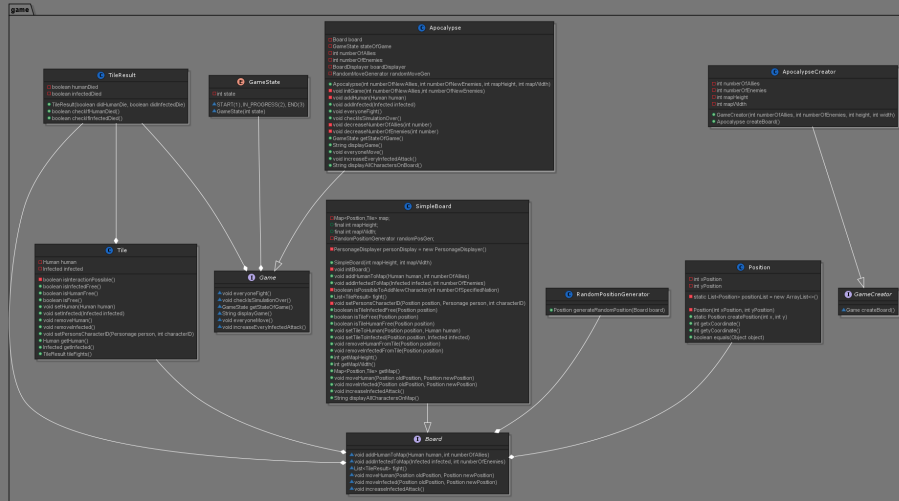 game
Apocalypse
Board board
GameState stateOfGame
int numberOfAllies
int numberOfEnemies
BoardDisplayer boardDisplayer
RandomMoveGenerator randomMoveGen
Apocalypse(int numberOfNewAllies, int numberOfNewEnemies, int mapHeight, int mapWidth)
void initGame(int numberOfNewAllies,int numberOfNewEnemies)
void addHuman(Human human)
void addInfected(Infected infected)
void everyoneFight()
void checkIsSimulationOver()
void decreaseNumberOfAllies(int number)
void decreaseNumberOfEnemies(int number)
GameState getStateOfGame()
String displayGame()
void everyoneMove()
void increaseEveryInfectedAttack()
String displayAllCharactersOnBoard()
TileResult
boolean humanDied
boolean infectedDied
TileResult(boolean didHumanDie, boolean didInfectedDie)
boolean checkIfHumanDied()
boolean checkIfInfectedDied()
GameState
int state
START(1), IN_PROGRESS(2), END(3)
GameState(int state)
ApocalypseCreator
int numberOfAllies
int numberOfEnemies
int mapHeight
int mapWidth
GameCreator(int numberOfAllies, int numberOfEnemies, int height, int width)
Apocalypse createBoard()
SimpleBoard
Map<Position,Tile> map
final int mapHeight;
final int mapWidth;
RandomPositionGenerator randomPosGen;
PersonageDisplayer personDisplay = new PersonageDisplayer()
SimpleBoard(int mapHeight, int mapWidth)
void initBoard()
void addHumanToMap(Human human, int numberOfAllies)
void addInfectedToMap(Infected infected, int numberOfEnemies)
boolean isPossibleToAddNewCharacter(int numberOfSpecifiedNation)
List<TileResult> fight()
void setPersonsCharacterID(Position position, Personage person, int characterID)
boolean isTileInfectedFree(Position position)
boolean isTileFree(Position position)
boolean isTileHumanFree(Position position)
void setTileToHuman(Position position, Human human)
void setTileToInfected(Position position, Infected infected)
void removeHumanFromTile(Position position)
void removeInfectedFromTile(Position position)
int getMapHeight()
int getMapWidth()
Map<Position,Tile> getMap()
void moveHuman(Position oldPosition, Position newPosition)
void moveInfected(Position oldPosition, Position newPosition)
void increaseInfectedAttack()
String displayAllCharactersOnMap()
Tile
Human human
Infected infected
boolean isInteractionPossible()
boolean isInfectedFree()
boolean isHumanFree()
boolean isFree()
void setHuman(Human human)
void setInfected(Infected infected)
void removeHuman()
void removeInfected()
void setPersonsCharacterID(Personage person, int characterID)
Human getHuman()
Infected getInfected()
TileResult tileFights()
Game
void everyoneFight()
void checkIsSimulationOver()
GameState getStateOfGame()
String displayGame()
void everyoneMove()
void increaseEveryInfectedAttack()
RandomPositionGenerator
Position generateRandomPosition(Board board)
Position
int xPosition
int yPosition
static List<Position> positionList = new ArrayList<>()
Position(int xPosition, int yPosition)
static Position createPosition(int x, int y)
int getxCoordinate()
int getyCoordinate()
boolean equals(Object object)
GameCreator
Game createBoard()
Board
void addHumanToMap(Human human, int numberOfAllies)
void addInfectedToMap(Infected infected, int numberOfEnemies)
List<TileResult> fight()
void moveHuman(Position oldPosition, Position newPosition)
void moveInfected(Position oldPosition, Position newPosition)
void increaseInfectedAttack()